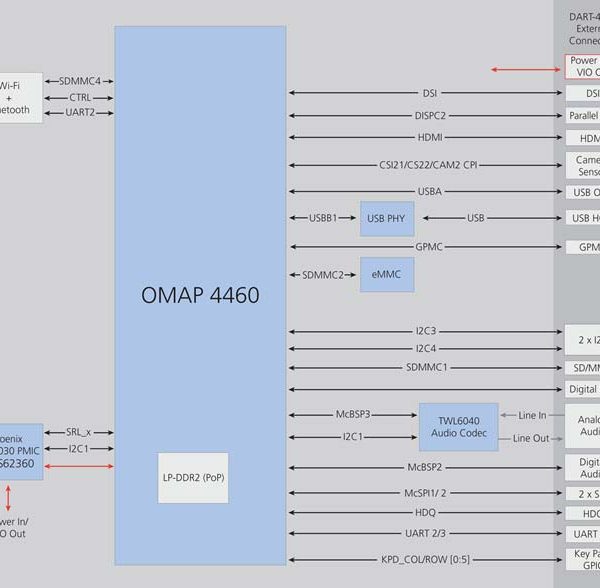 DART-4
Extern
Connec
Power
VIO O
Wi-Fi
+
uetooth
SDMMC4
CTRL
UART2
DSI
DSI
DISPC2
Parallel
HDMI
HDM
CSI21/CS22/CAM2 CPI
Came
Senso
USBA
USB O
USBB1
USB PHY
USB
USB H
GPMC
GPM
SDMMC2
eMMC
OMAP 4460
I2C3
I2C4
2 x I2
SDMMC1
SD/MM
Digital
McBSP3
I2C1
TWL6040
Audio Codec
Line In
Line Out
Analo
Audi
oenix
030 PMIC
S62360
SRL_x
I2C1
LP-DDR2 (PoP)
McBSP2
Digit
Audi
McSPI1/ 2
2 x S
HDQ
HDQ
UART 2/3
UART
KPD_COL/ROW [0:5]
Key Pa
GPIO
wer In/
O Out